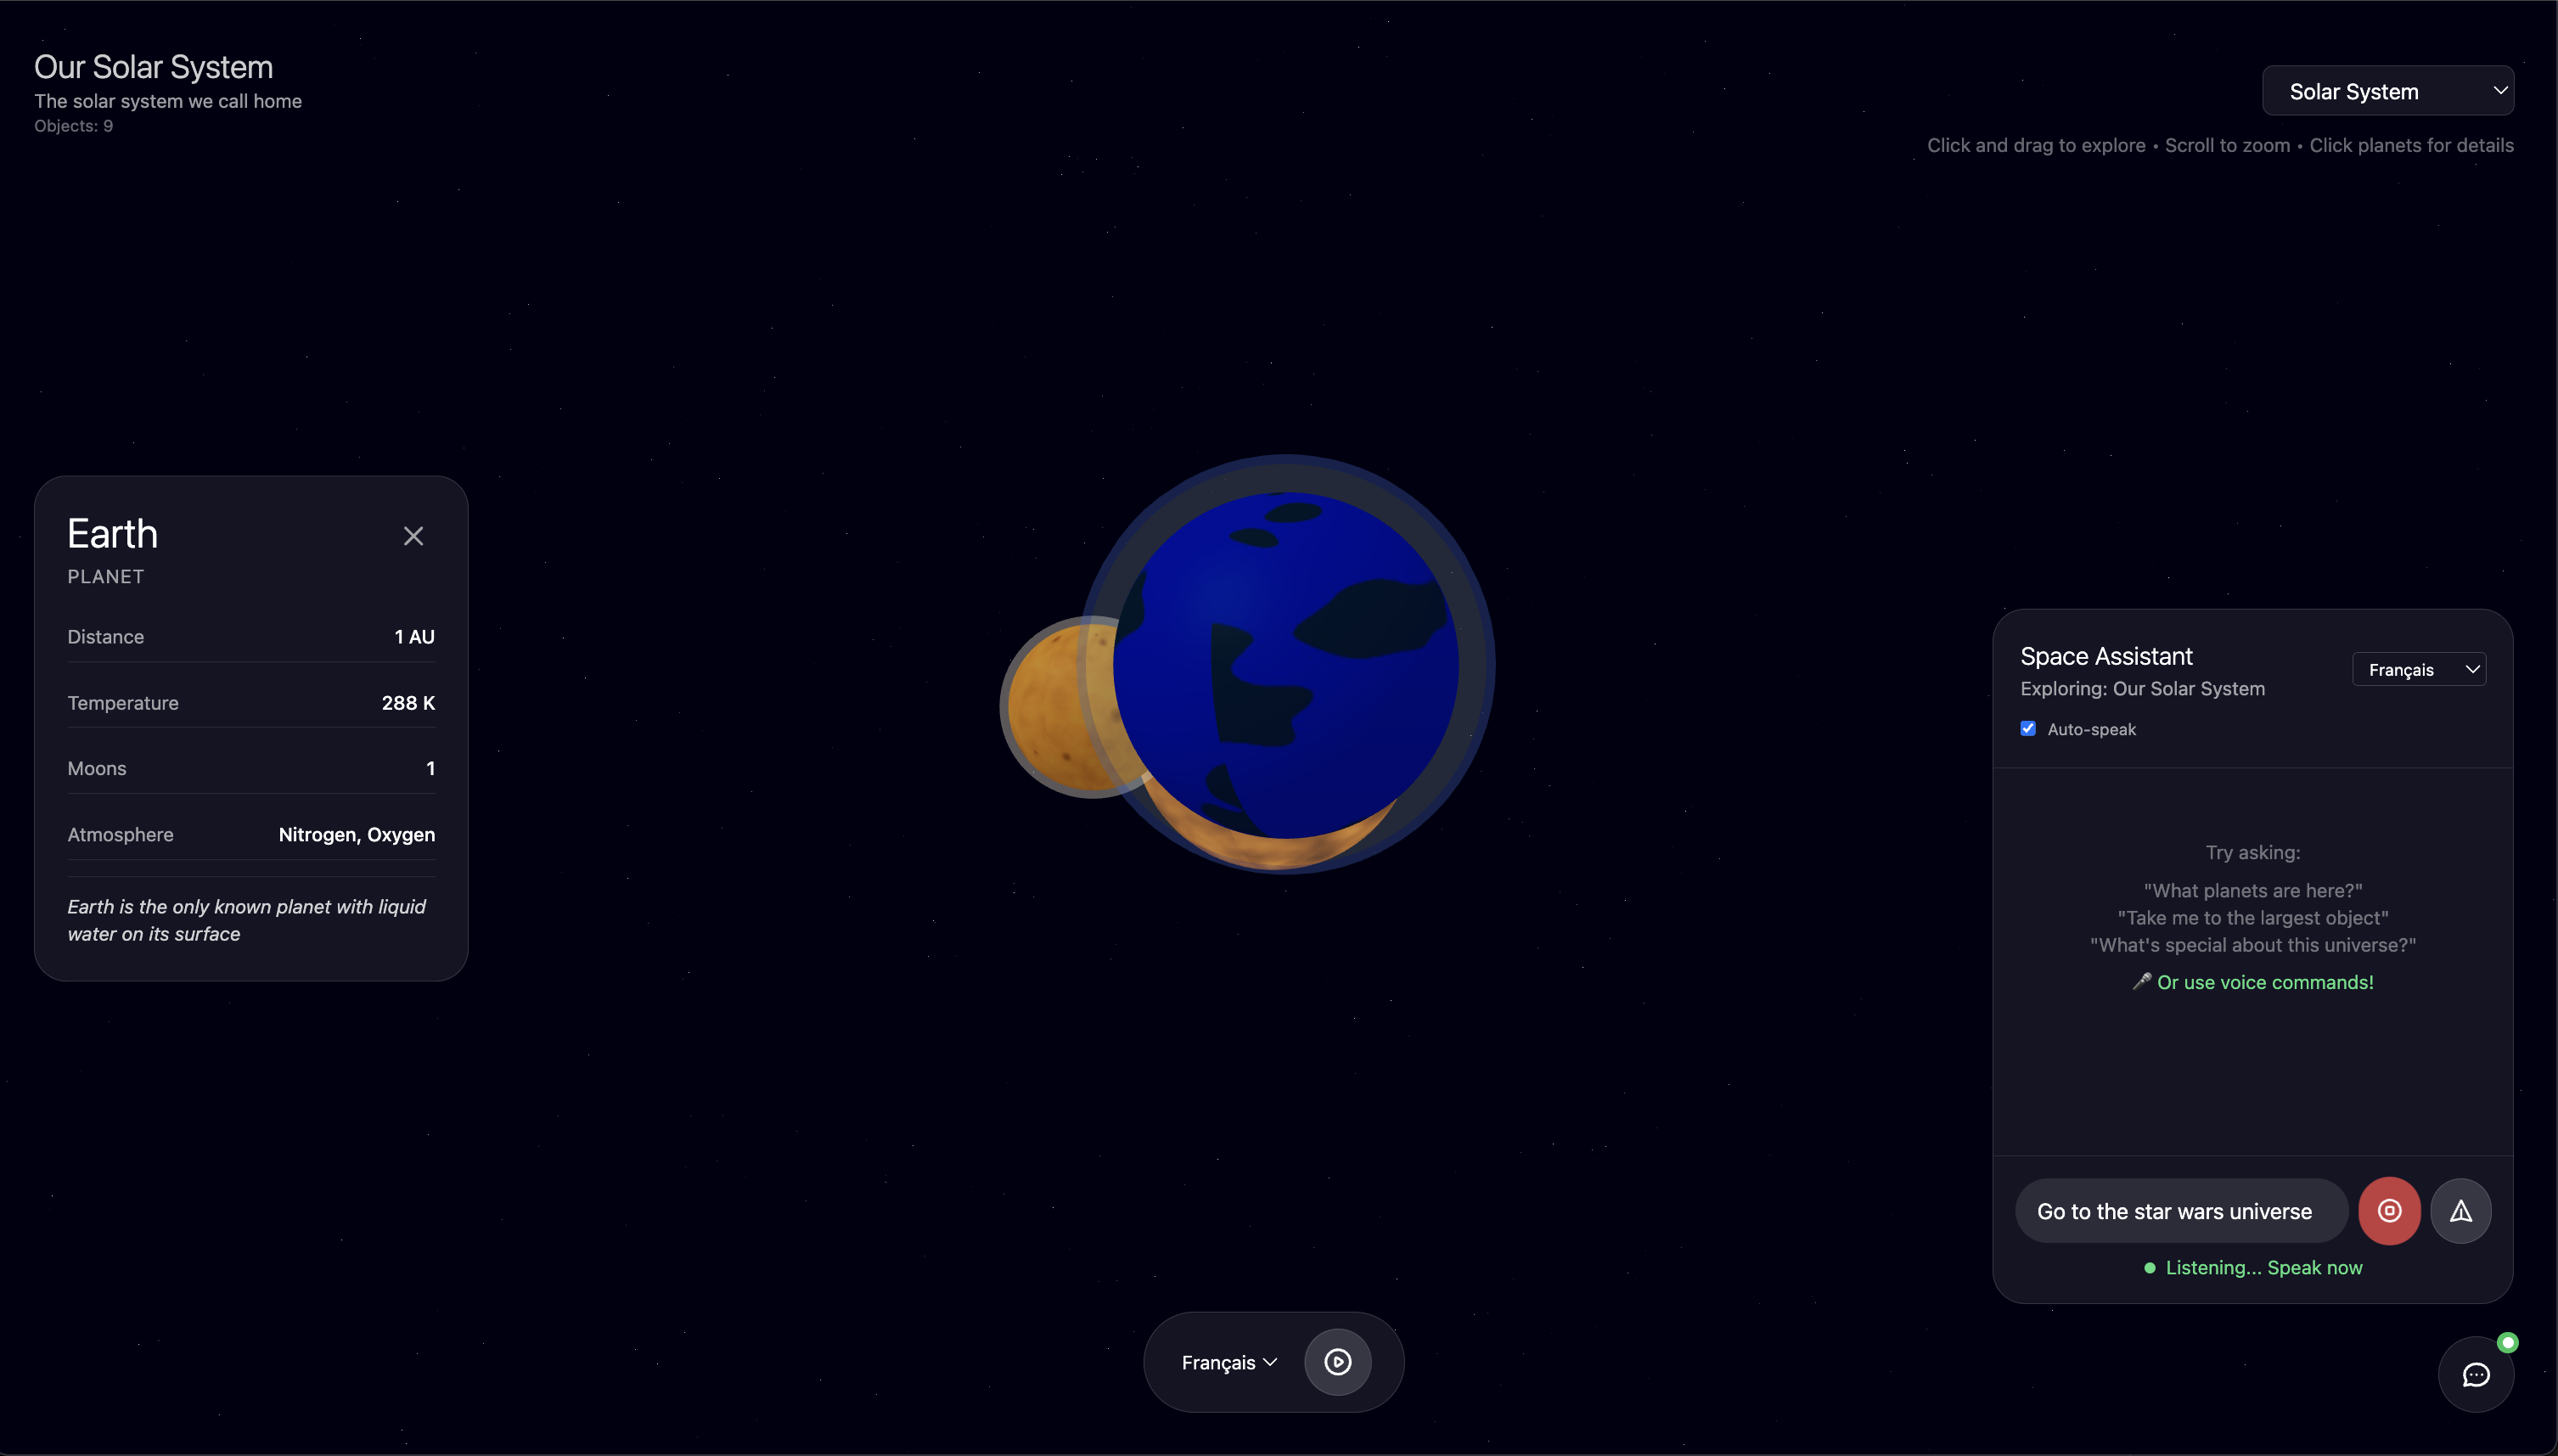 Our Solar System
The solar system we call home
Objects: 9
Solar System
Click and drag to explore • Scroll to zoom • Click planets for details
Earth
PLANET
Distance 1 AU
Temperature 288 K
Moons 1
Atmosphere Nitrogen, Oxygen
Earth is the only known planet with liquid
water on its surface
Space Assistant
Exploring: Our Solar System
Français
Auto-speak
Try asking:
"What planets are here?"
"Take me to the largest object"
"What's special about this universe?"
🎤 Or use voice commands!
Go to the star wars universe
Listening... Speak now
Français